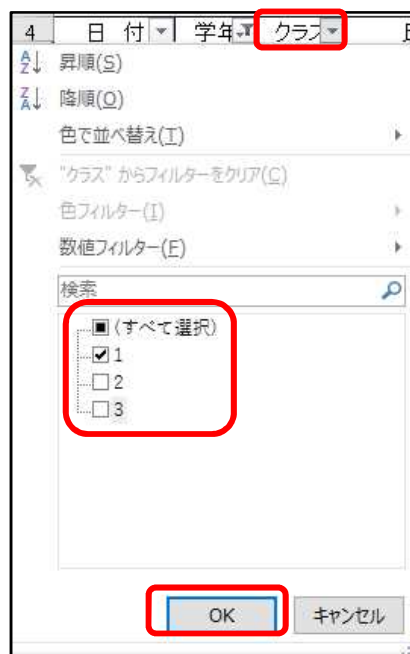 4 日 付 学年 クラス
昇順(S)
降順(O)
色で並べ替え(T)
"クラス" からフィルターをクリア(C)
色フィルター(I)
数値フィルター(F)
検索
(すべて選択)
1
2
3
OK キャンセル